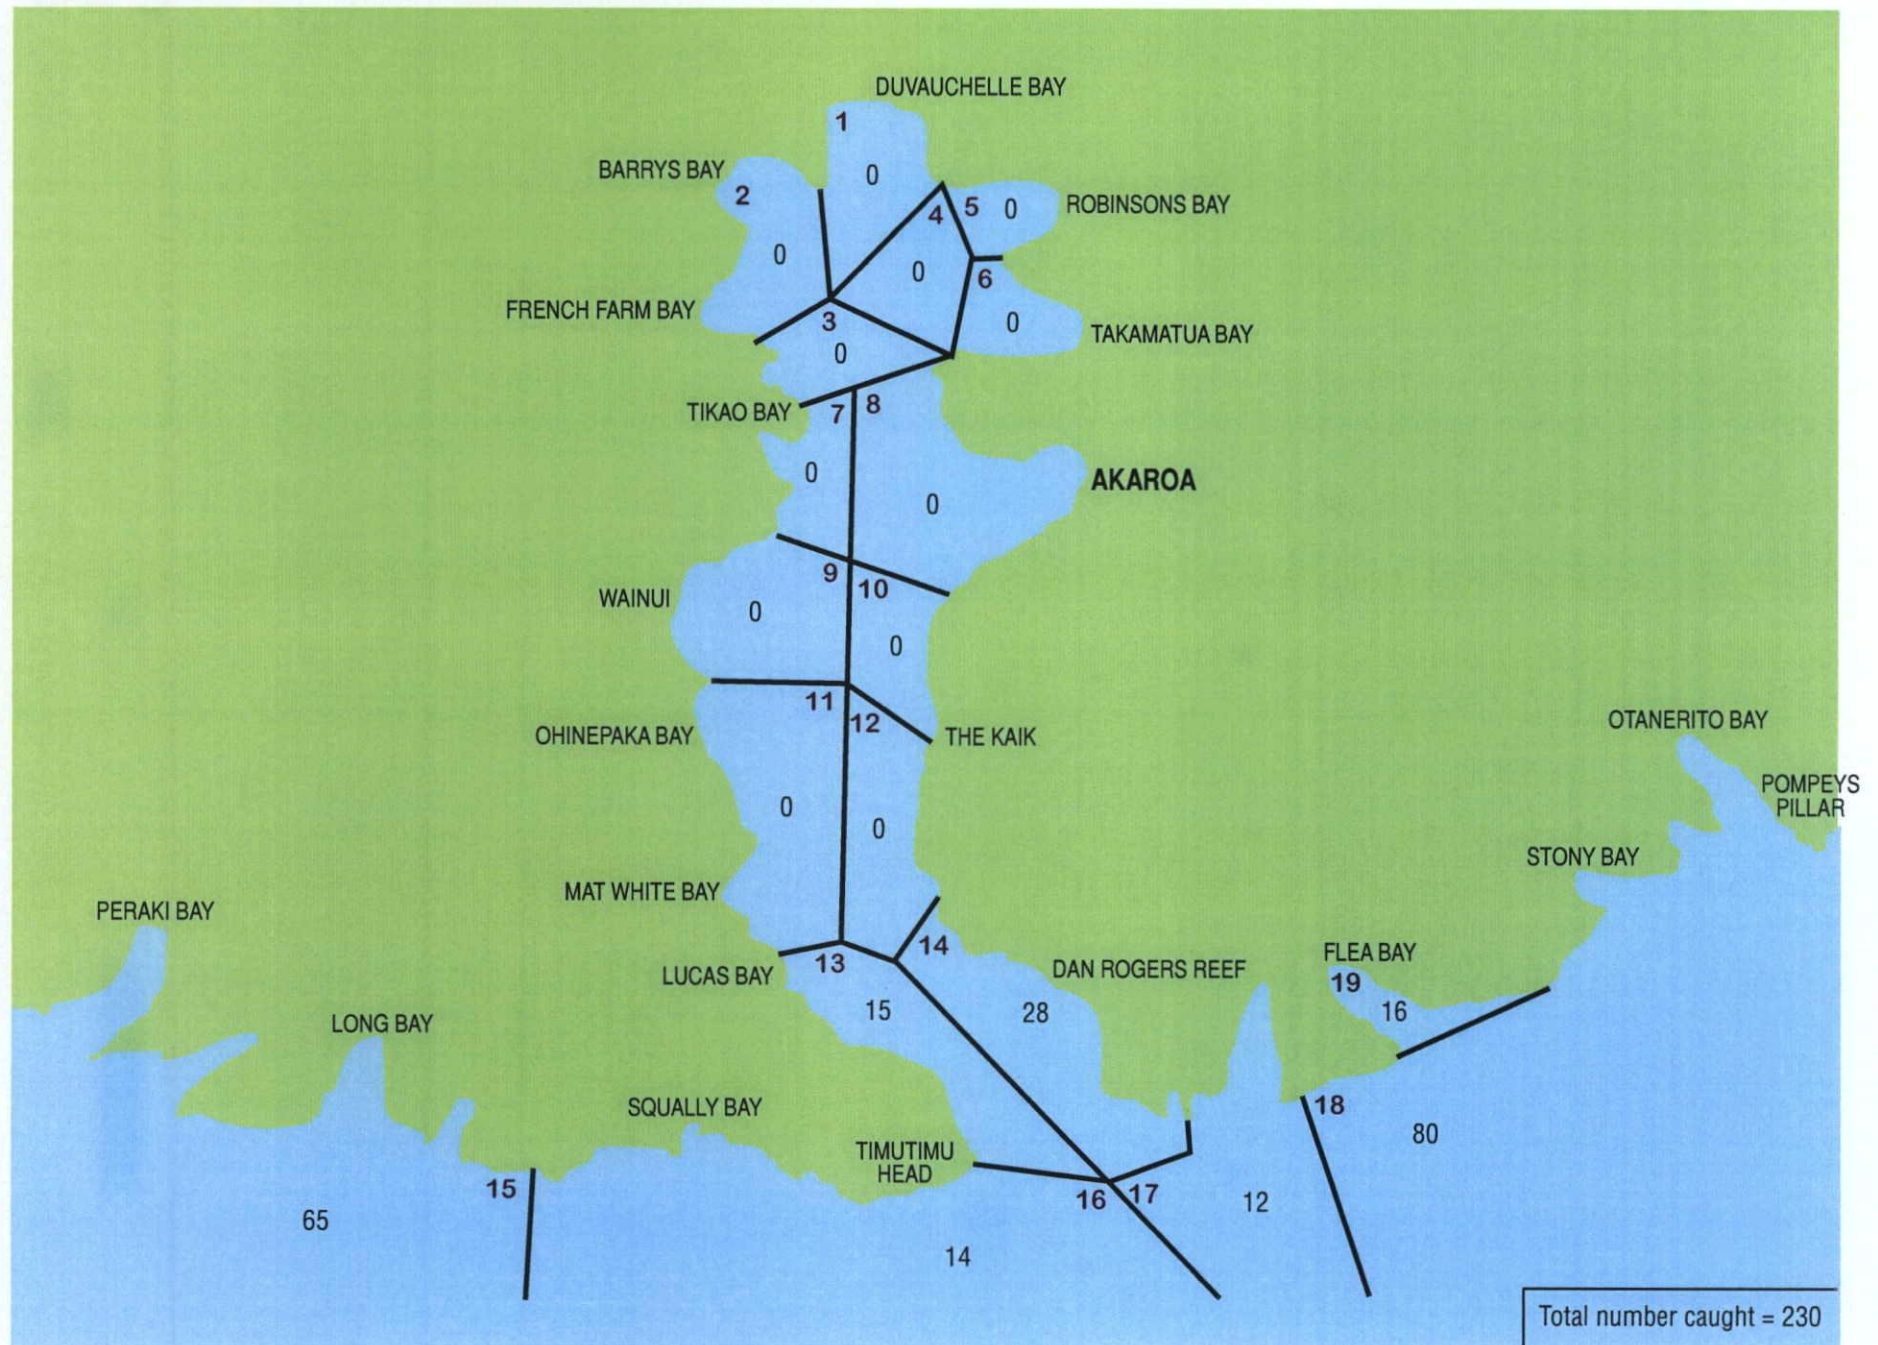 DUVAUCHELLE BAY
1
BARRYS BAY
0
2
ROBINSONS BAY
5
0
4
0
0
6
FRENCH FARM BAY
3
0
TAKAMATUA BAY
0
TIKAO BAY
7
8
0
AKAROA
0
9
10
WAINUI
0
0
11
12
OHINEPAKA BAY
THE KAIK
OTANERITO BAY
POMPEYS
PILLAR
0
0
STONY BAY
MAT WHITE BAY
PERAKI BAY
14
FLEA BAY
13
LUCAS BAY
DAN ROGERS REEF
19
15
28
16
LONG BAY
SQUALLY BAY
18
80
TIMUTIMU
HEAD
15
16
17
12
65
14
Total number caught = 230